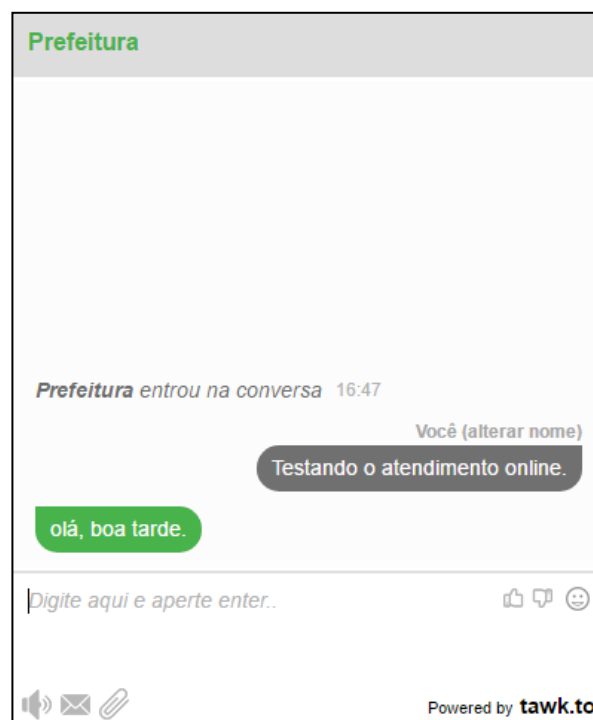 Prefeitura
Prefeitura entrou na conversa 16:47
Você (alterar nome)
Testando o atendimento online.
olá, boa tarde.
Digite aqui e aperte enter..
Powered by tawk.to